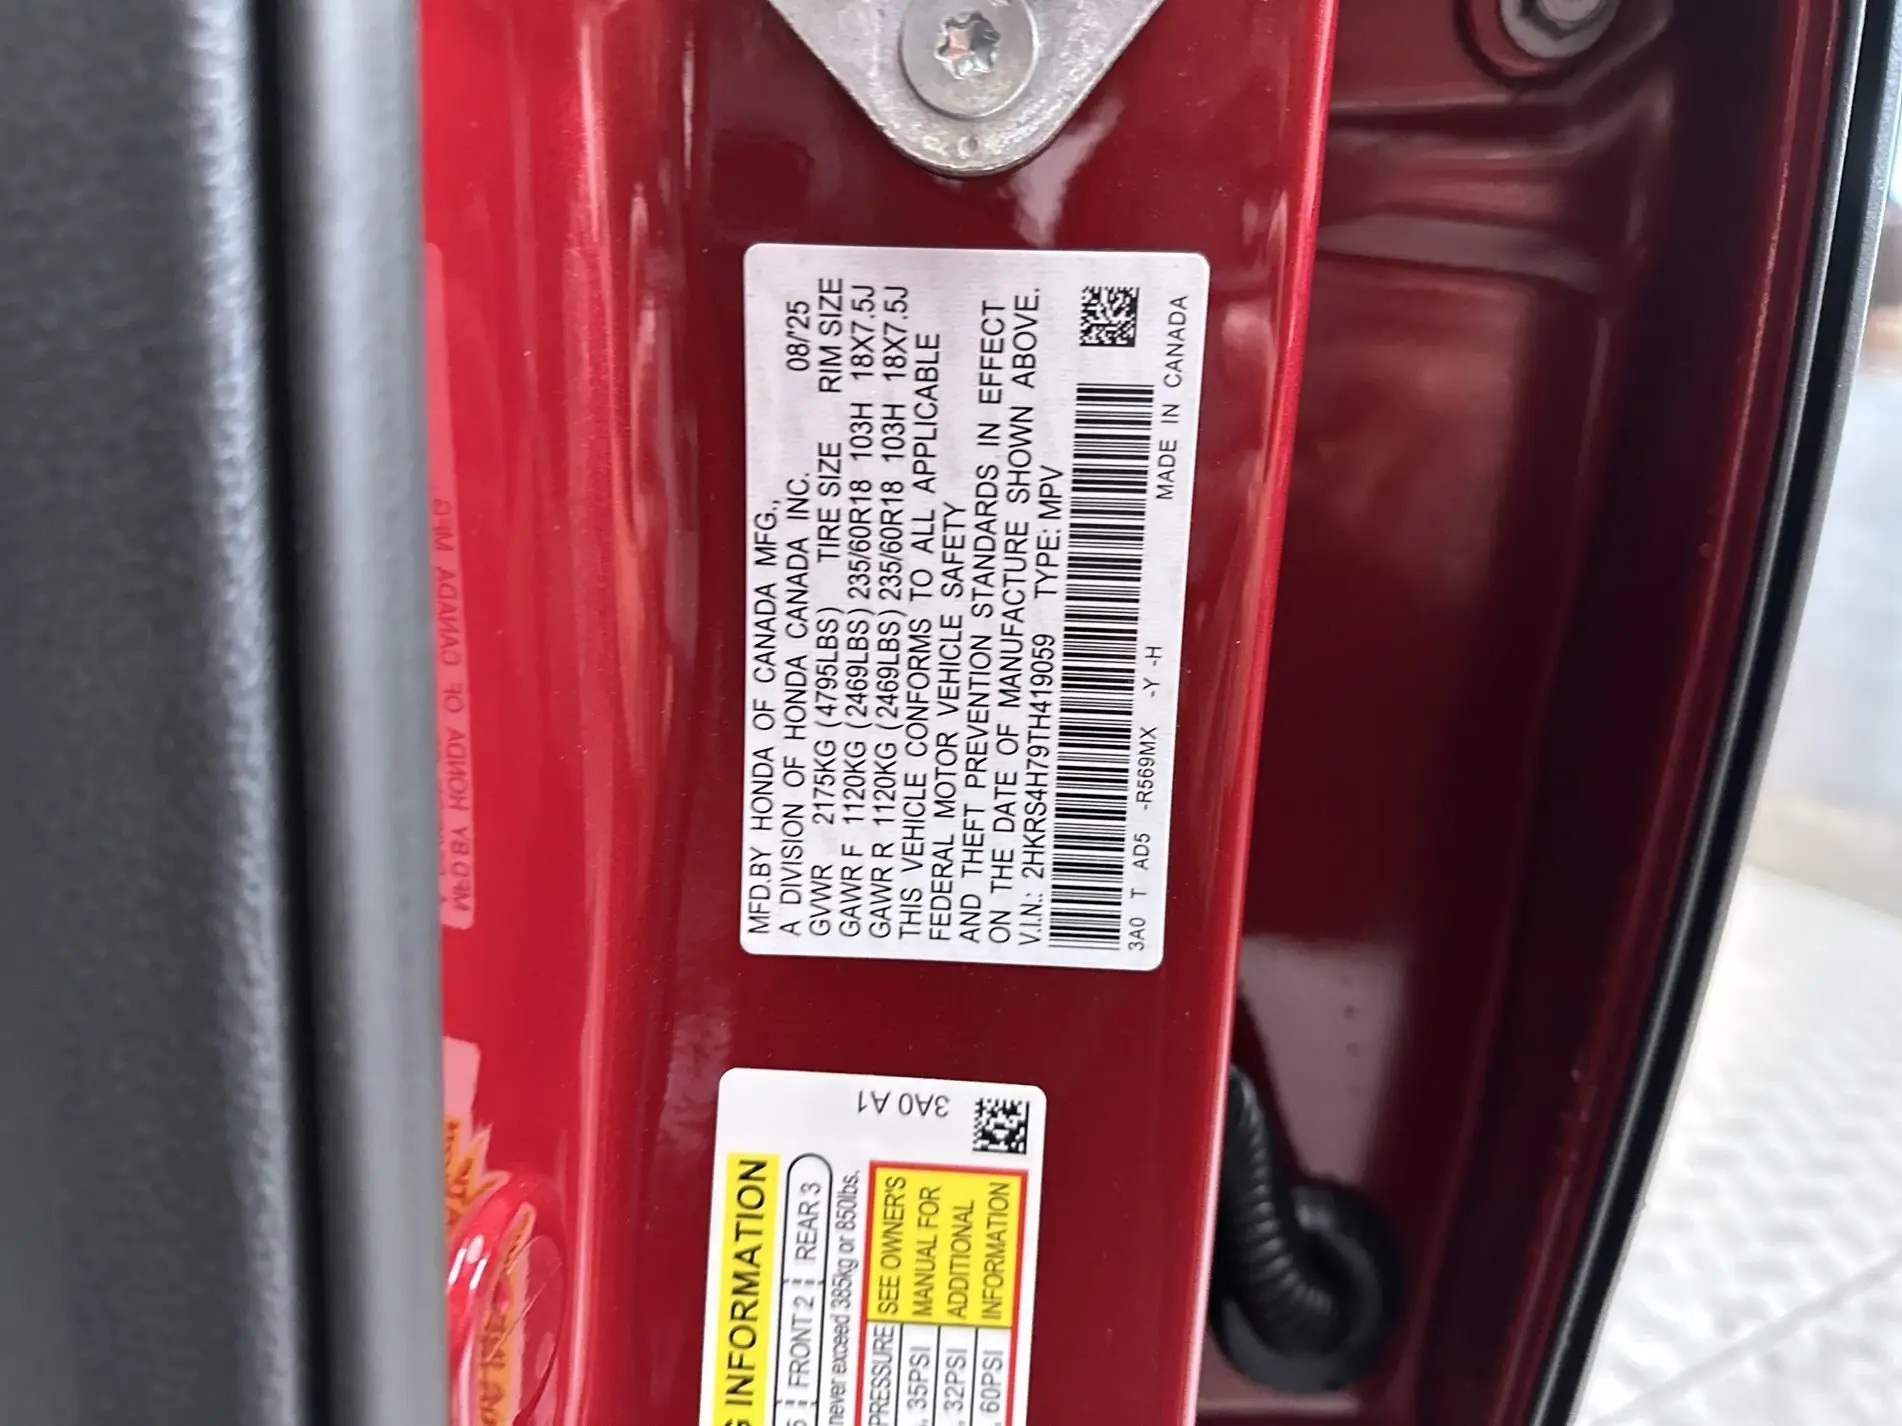 MFD.BY HONDA OF CANADA MFG.,
A DIVISION OF HONDA CANADA INC. 08/'25
GVWR 2175KG (4795LBS) TIRE SIZE RIM SIZE
GAWR F 1120KG (2469LBS) 235/60R18 103H 18X7.5J
GAWR R 1120KG (2469LBS) 235/60R18 103H 18X7.5J
THIS VEHICLE CONFORMS TO ALL APPLICABLE
FEDERAL MOTOR VEHICLE SAFETY
AND THEFT PREVENTION STANDARDS IN EFFECT
ON THE DATE OF MANUFACTURE SHOWN ABOVE.
V.I.N.: 2HKRS4H79TH419059 TYPE: MPV
3A0 T AD5 -R569MX -Y -H
MADE IN CANADA
3A0 A1
INFORMATION
FRONT 2 REAR 3
never exceed 385kg or 850lbs.
PRESSURE
SEE OWNER'S
MANUAL FOR
ADDITIONAL
INFORMATION
35PSI
32PSI
60PSI